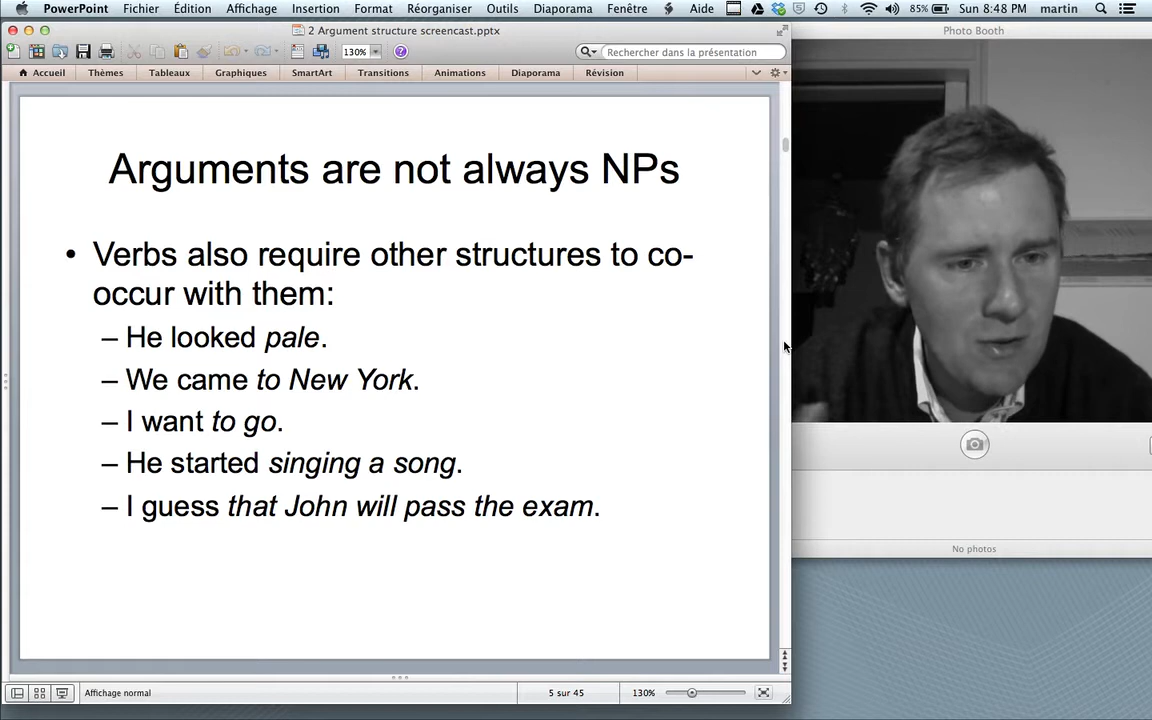 PowerPoint Fichier Édition Affichage Insertion Format Réorganiser Outils Diaporama Fenêtre Aide 85% Sun 8:48 PM martin
2 Argument structure screencast.pptx
Photo Booth
130%
Rechercher dans la présentation
Accueil Thèmes Tableaux Graphiques SmartArt Transitions Animations Diaporama Révision
Arguments are not always NPs
• Verbs also require other structures to co-
occur with them:
– He looked pale.
– We came to New York.
– I want to go.
– He started singing a song.
– I guess that John will pass the exam.
No photos
Affichage normal 5 sur 45 130%